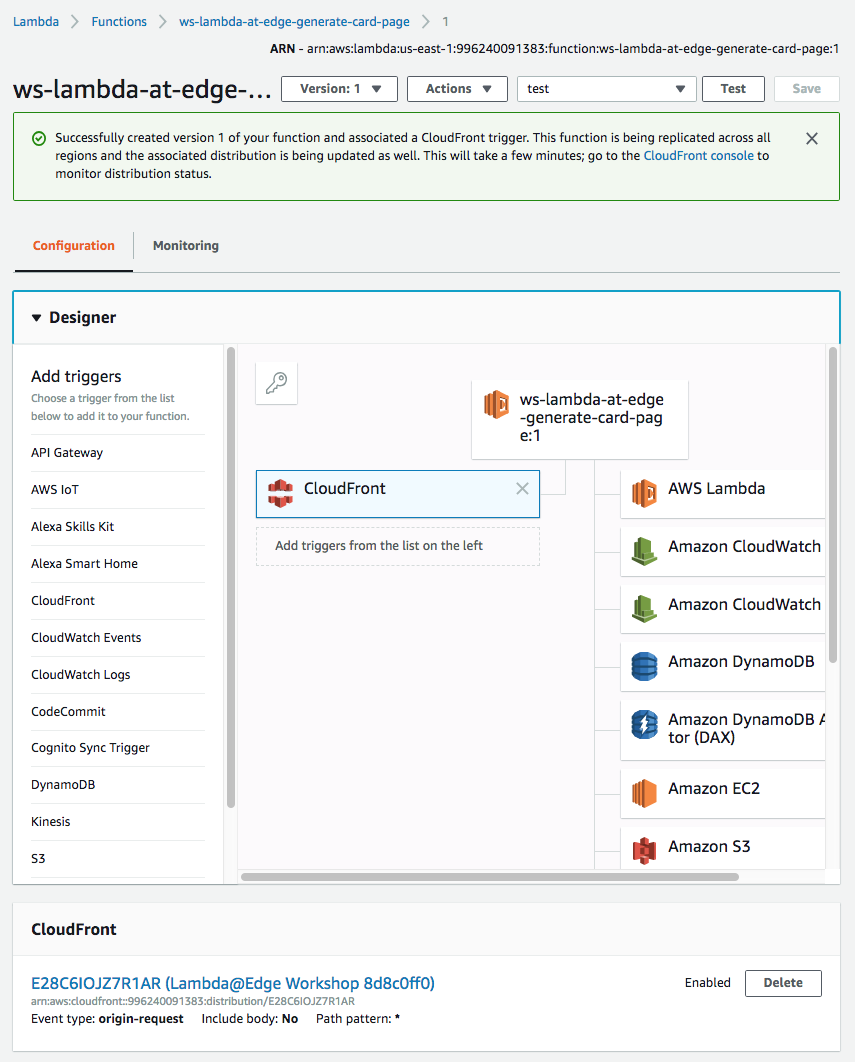 Lambda > Functions > ws-lambda-at-edge-generate-card-page > 1
ARN - arn:aws:lambda:us-east-1:996240091383:function:ws-lambda-at-edge-generate-card-page:1
ws-lambda-at-edge-... Version: 1 Actions test Test Save
Successfully created version 1 of your function and associated a CloudFront trigger. This function is being replicated across all
regions and the associated distribution is being updated as well. This will take a few minutes; go to the CloudFront console to
monitor distribution status.
Configuration Monitoring
Designer
Add triggers
Choose a trigger from the list
below to add it to your function.
API Gateway
AWS IoT
Alexa Skills Kit
Alexa Smart Home
CloudFront
CloudWatch Events
CloudWatch Logs
CodeCommit
Cognito Sync Trigger
DynamoDB
Kinesis
S3
ws-lambda-at-edge
-generate-card-pag
e:1
CloudFront
Add triggers from the list on the left
AWS Lambda
Amazon CloudWatch
Amazon CloudWatch
Amazon DynamoDB
Amazon DynamoDB A
tor (DAX)
Amazon EC2
Amazon S3
CloudFront
E28C6IOJZ7R1AR (Lambda@Edge Workshop 8d8c0ff0) Enabled Delete
arn:aws:cloudfront::996240091383:distribution/E28C6IOJZ7R1AR
Event type: origin-request Include body: No Path pattern: *